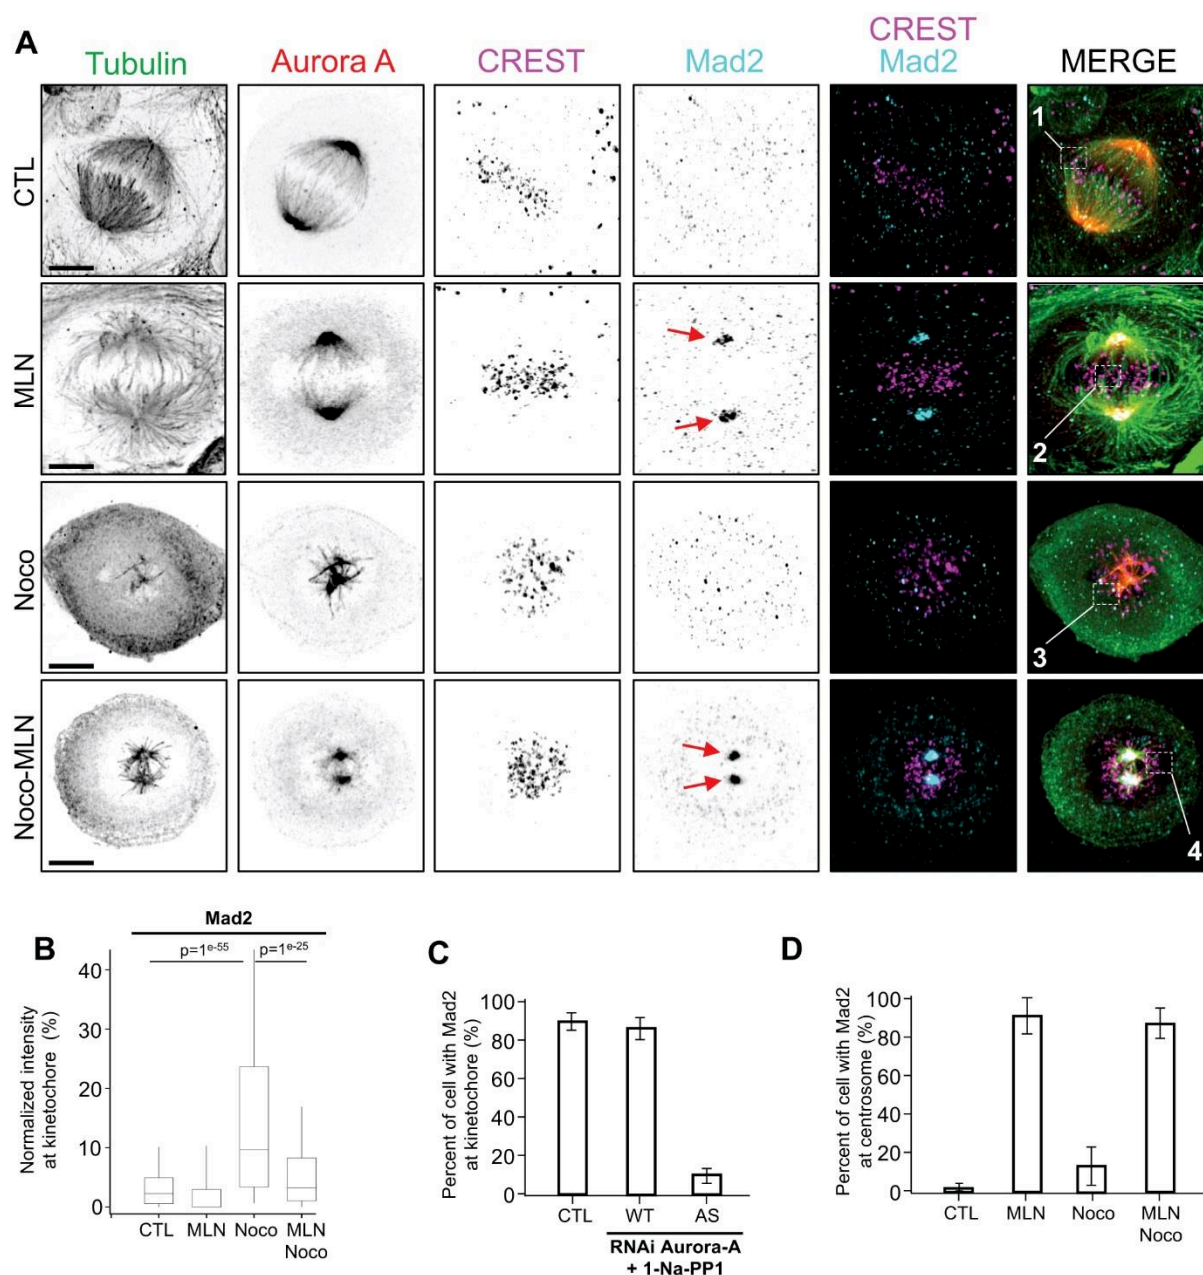 A
Tubulin Aurora A CREST Mad2 CREST Mad2 MERGE
CTL
1
MLN
2
Noco
3
Noco-MLN
4
B
Mad2
p=1e-55 p=1e-25
Normalized intensity
at kinetochore (%)
40
30
20
10
0
CTL MLN Noco MLN
Noco
C
Percent of cell with Mad2
at kinetochore (%)
100
80
60
40
20
0
CTL WT AS
RNAi Aurora-A
+ 1-Na-PP1
D
Percent of cell with Mad2
at centrosome (%)
100
80
60
40
20
0
CTL MLN Noco MLN
Noco